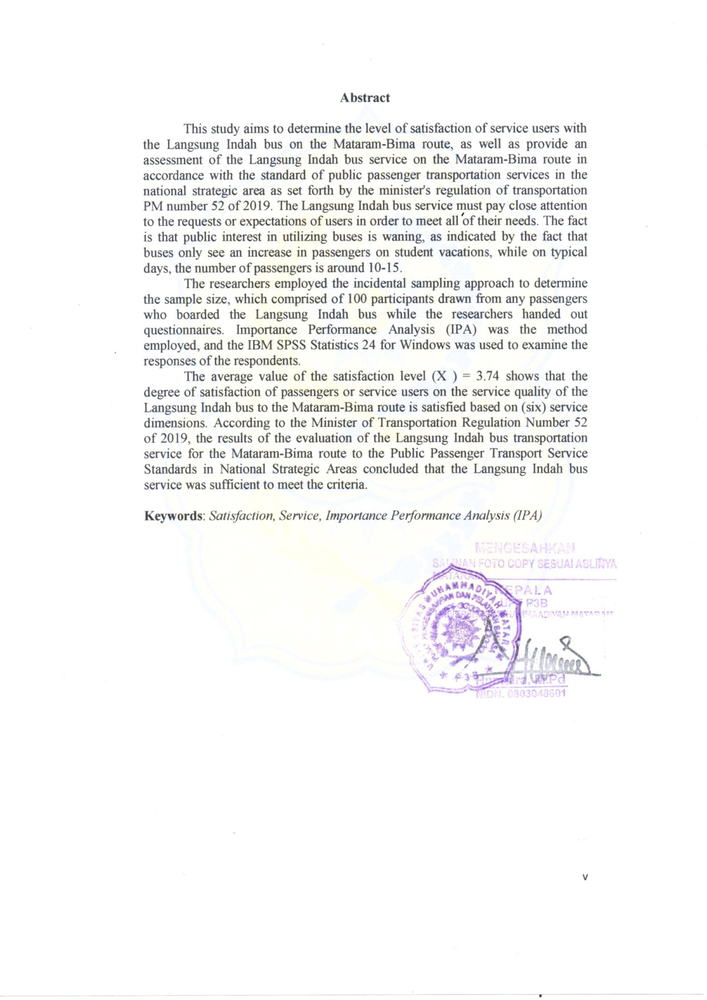 Abstract
This study aims to determine the level of satisfaction of service users with
the Langsung Indah bus on the Mataram-Bima route, as well as provide an
assessment of the Langsung Indah bus service on the Mataram-Bima route in
accordance with the standard of public passenger transportation services in the
national strategic area as set forth by the minister's regulation of transportation
PM number 52 of 2019. The Langsung Indah bus service must pay close attention
to the requests or expectations of users in order to meet all of their needs. The fact
is that public interest in utilizing buses is waning, as indicated by the fact that
buses only see an increase in passengers on student vacations, while on typical
days, the number of passengers is around 10-15.
The researchers employed the incidental sampling approach to determine
the sample size, which comprised of 100 participants drawn from any passengers
who boarded the Langsung Indah bus while the researchers handed out
questionnaires. Importance Performance Analysis (IPA) was the method
employed, and the IBM SPSS Statistics 24 for Windows was used to examine the
responses of the respondents.
The average value of the satisfaction level (X ) = 3.74 shows that the
degree of satisfaction of passengers or service users on the service quality of the
Langsung Indah bus to the Mataram-Bima route is satisfied based on (six) service
dimensions. According to the Minister of Transportation Regulation Number 52
of 2019, the results of the evaluation of the Langsung Indah bus transportation
service for the Mataram-Bima route to the Public Passenger Transport Service
Standards in National Strategic Areas concluded that the Langsung Indah bus
service was sufficient to meet the criteria.
Keywords: Satisfaction, Service, Importance Performance Analysis (IPA)
MENGESAHKAN
SALINAN FOTO COPY SESUAI ASLINYA
MATARAM
KEPALA
UPT P3B
UNIVERSITAS MUHAMMADIYAH MATARAM
P3B
M.Pd
NIDN. 0803048601
v